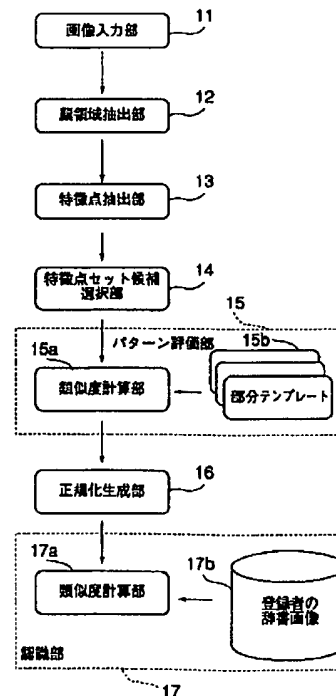 画像入力部
11
顔領域抽出部
12
特徴点抽出部
13
特徴点セット候補
選択部
14
15
パターン評価部
15a
類似度計算部
15b
部分テンプレート
正規化生成部
16
17a
類似度計算部
17b
登録者の
辞書画像
認識部
17